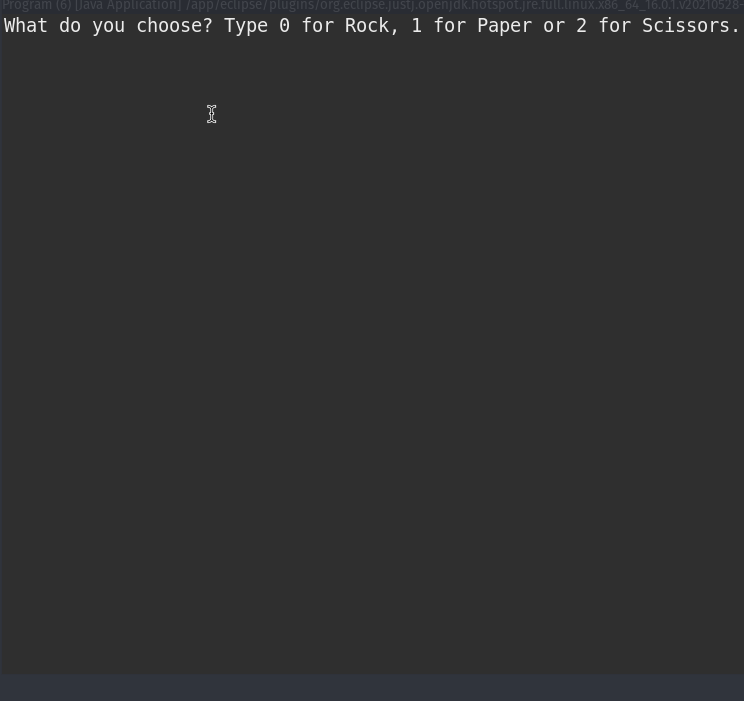 Program (6) [Java Application] /app/eclipse/plugins/org.eclipse.justj.openjdk.hotspot.jre.full.linux.x86_64_16.0.1.v20210528-
What do you choose? Type 0 for Rock, 1 for Paper or 2 for Scissors.